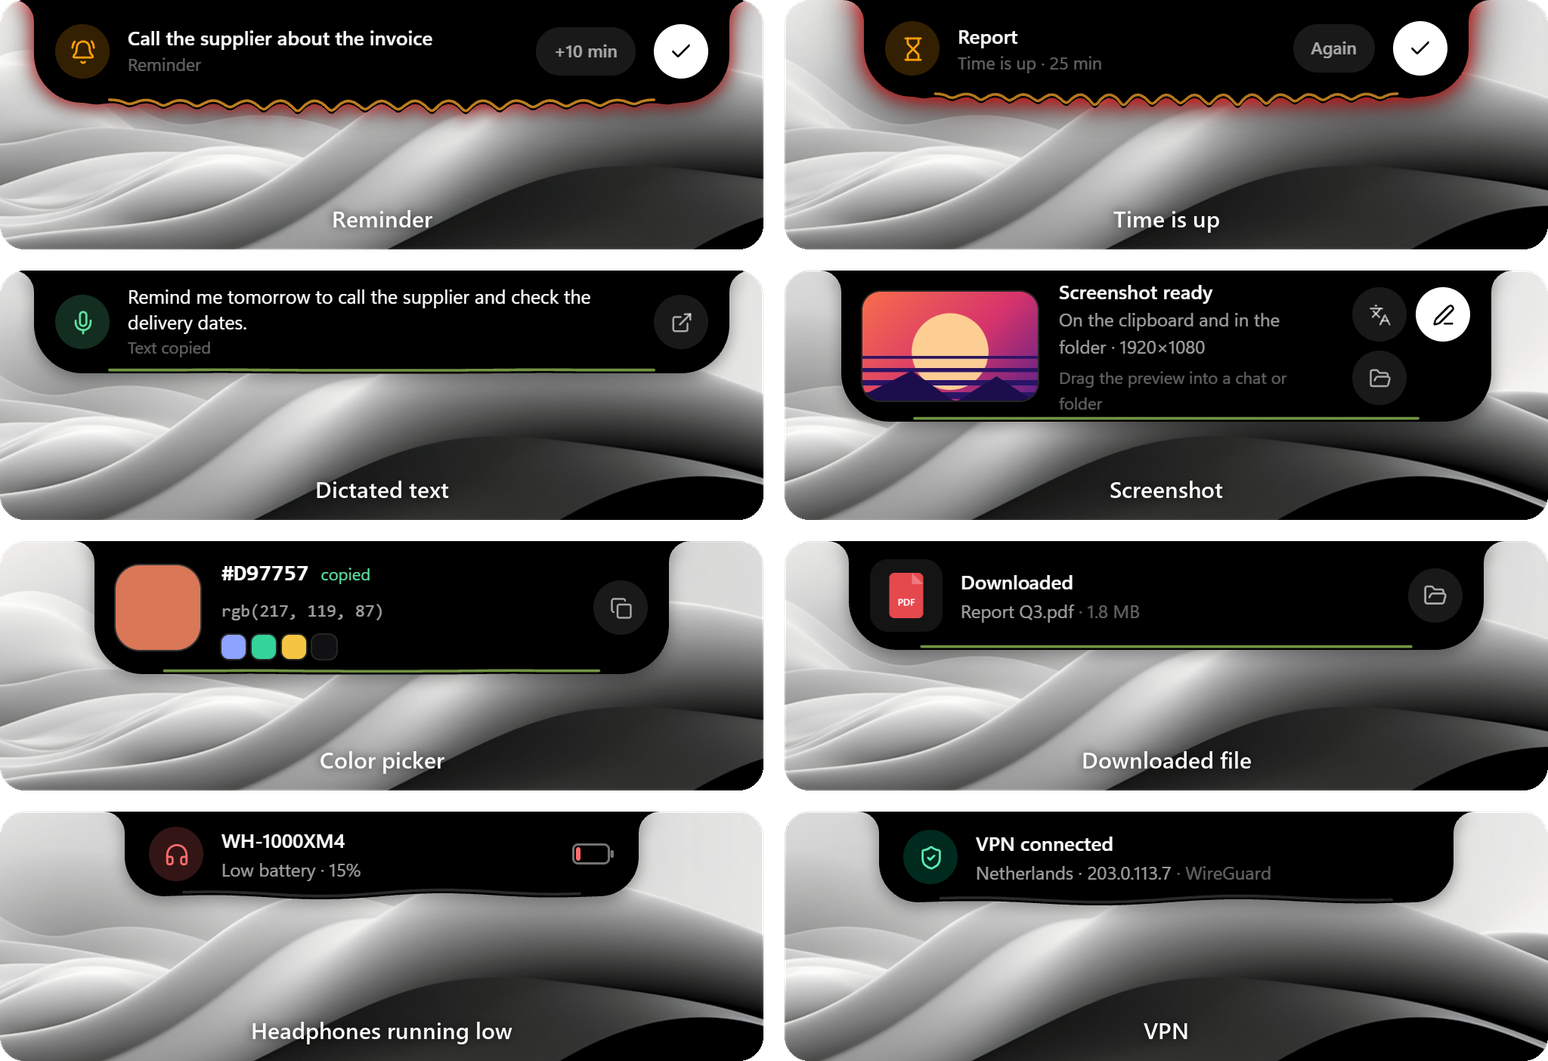 Call the supplier about the invoice
Reminder
+10 min
Reminder
Report
Time is up · 25 min
Again
Time is up
Remind me tomorrow to call the supplier and check the
delivery dates.
Text copied
Dictated text
Screenshot ready
On the clipboard and in the
folder · 1920×1080
Drag the preview into a chat or
folder
Screenshot
#D97757 copied
rgb(217, 119, 87)
Color picker
PDF
Downloaded
Report Q3.pdf · 1.8 MB
Downloaded file
WH-1000XM4
Low battery · 15%
Headphones running low
VPN connected
Netherlands · 203.0.113.7 · WireGuard
VPN